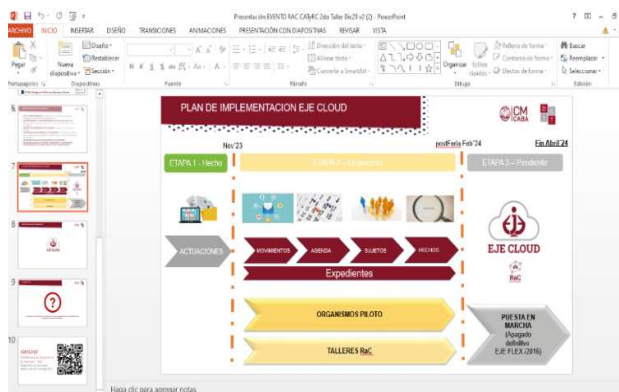 Presentación EVENTO RAC CAByRC 2do Taller Dic23 v2 (2) - PowerPoint
ARCHIVO INICIO INSERTAR DISEÑO TRANSICIONES ANIMACIONES PRESENTACIÓN CON DIAPOSITIVAS REVISAR VISTA
Pegar
Nueva diapositiva
Diseño
Restablecer
Sección
Dirección del texto
Alinear texto
Convertir a SmartArt
Organizar
Estilos rápidos
Relleno de forma
Contorno de forma
Efectos de forma
Buscar
Reemplazar
Seleccionar
Portapapeles
Diapositivas
Fuente
Párrafo
Dibujo
Edición
PLAN DE IMPLEMENTACION EJE CLOUD
CM
CABA
Nov'23
postFeria Feb'24
Fin Abril'24
ETAPA 1 - Hecho
ETAPA 3 – Pendiente
ACTUACIONES
MOVIMIENTOS
AGENDA
SUJETOS
HECHOS
Expedientes
EJE CLOUD
RaC
ORGANISMOS PILOTO
TALLERES RaC
PUESTA EN
MARCHA
(Apagado
definitivo
EJE FLEX-2016)
7
8
9
10
Haga clic para agregar notas